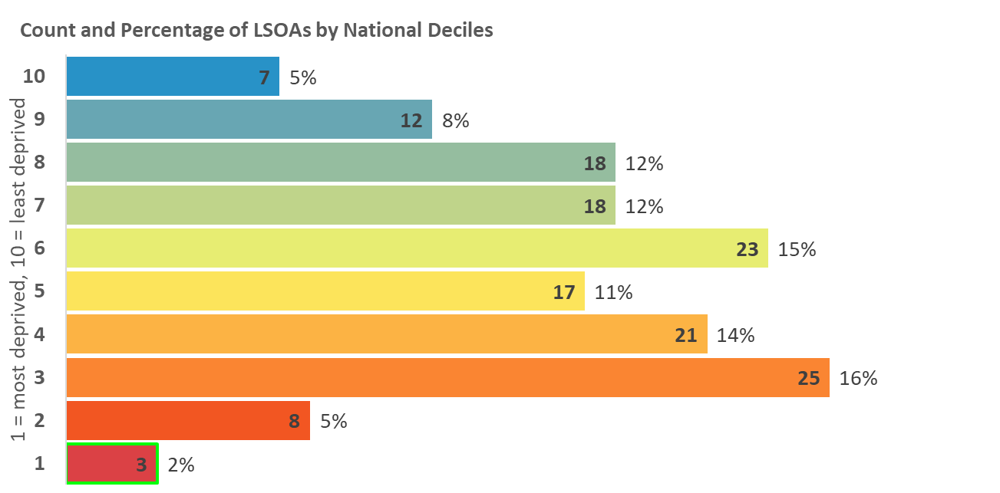 Count and Percentage of LSOAs by National Deciles
1 = most deprived, 10 = least deprived
10 7 5%
9 12 8%
8 18 12%
7 18 12%
6 23 15%
5 17 11%
4 21 14%
3 25 16%
2 8 5%
1 3 2%